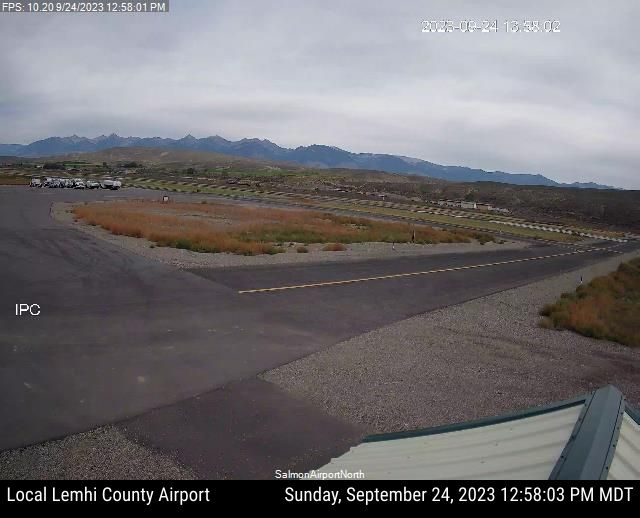 FPS: 10.20 9/24/2023 12:58:01 PM
2023-09-24 13:58:02
IPC
SalmonAirportNorth
Local Lemhi County Airport
Sunday, September 24, 2023 12:58:03 PM MDT